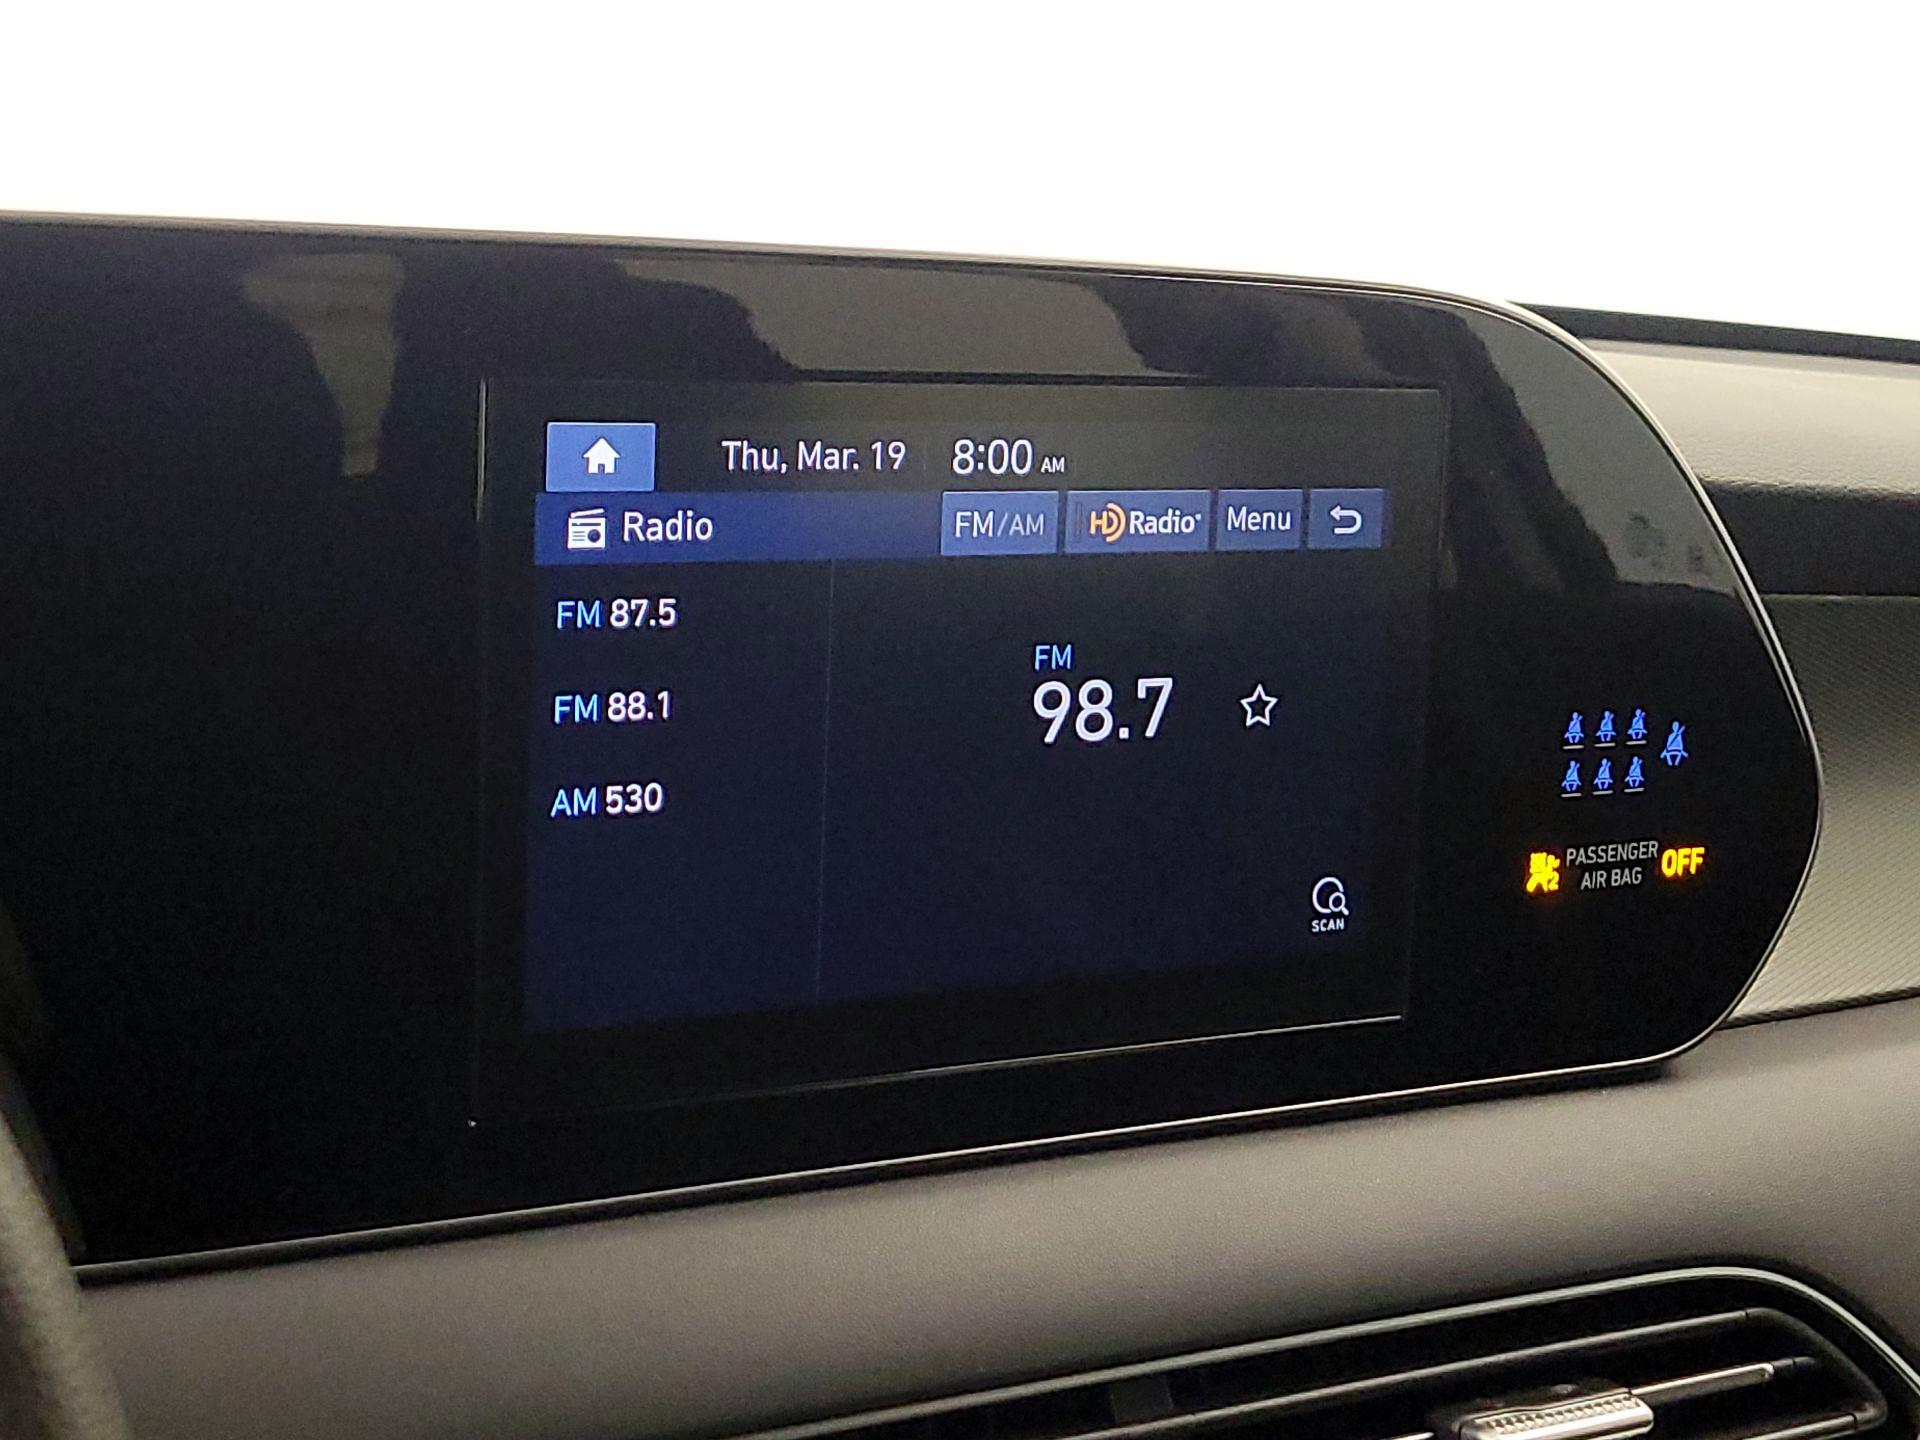 Thu, Mar. 19 8:00 AM
Radio FM/AM HD Radio® Menu
FM 87.5
FM 88.1
AM 530
FM
98.7
SCAN
2 PASSENGER AIR BAG OFF